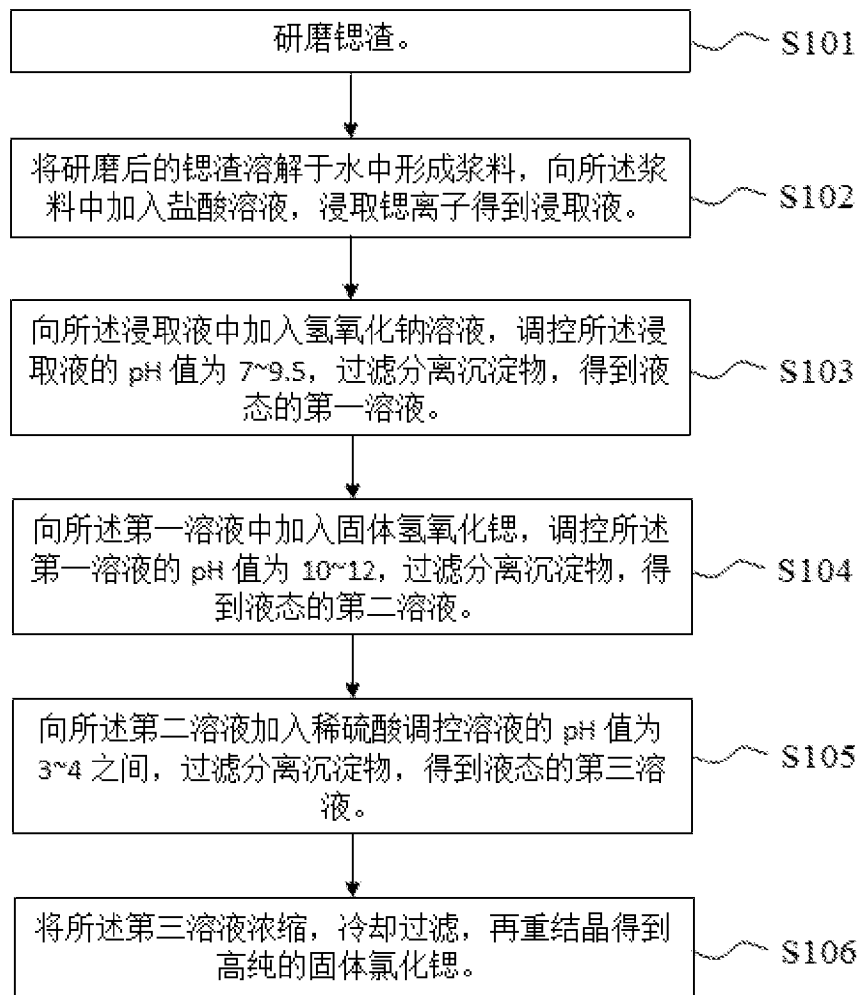 研磨锶渣。
S101
将研磨后的锶渣溶解于水中形成浆料，向所述浆
料中加入盐酸溶液，浸取锶离子得到浸取液。
S102
向所述浸取液中加入氢氧化钠溶液，调控所述浸
取液的 pH 值为 7~9.5，过滤分离沉淀物，得到液
态的第一溶液。
S103
向所述第一溶液中加入固体氢氧化锶，调控所述
第一溶液的 pH 值为 10~12，过滤分离沉淀物，得
到液态的第二溶液。
S104
向所述第二溶液加入稀硫酸调控溶液的 pH 值为
3~4 之间，过滤分离沉淀物，得到液态的第三溶
液。
S105
将所述第三溶液浓缩，冷却过滤，再重结晶得到
高纯的固体氯化锶。
S106